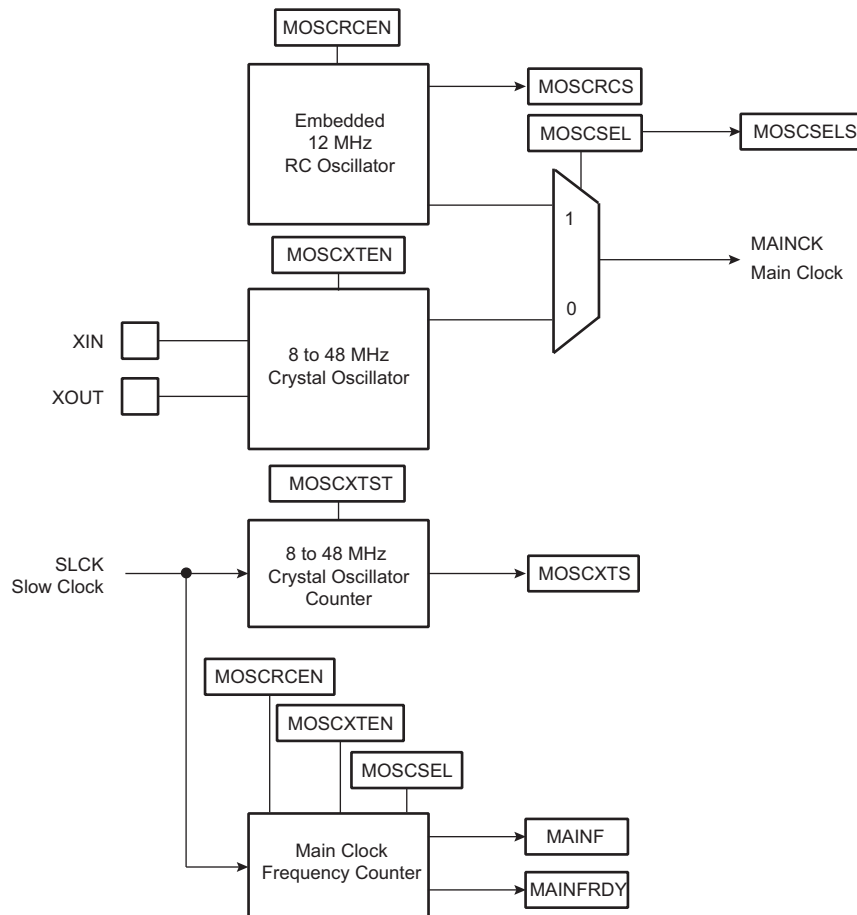 MOSCRCEN
Embedded
12 MHz
RC Oscillator
MOSCRCS
MOSCSEL
MOSCSELS
1
0
MAINCK
Main Clock
MOSCXTEN
XIN
XOUT
8 to 48 MHz
Crystal Oscillator
MOSCXTST
SLCK
Slow Clock
8 to 48 MHz
Crystal Oscillator
Counter
MOSCXTS
MOSCRCEN
MOSCXTEN
MOSCSEL
Main Clock
Frequency Counter
MAINF
MAINFRDY